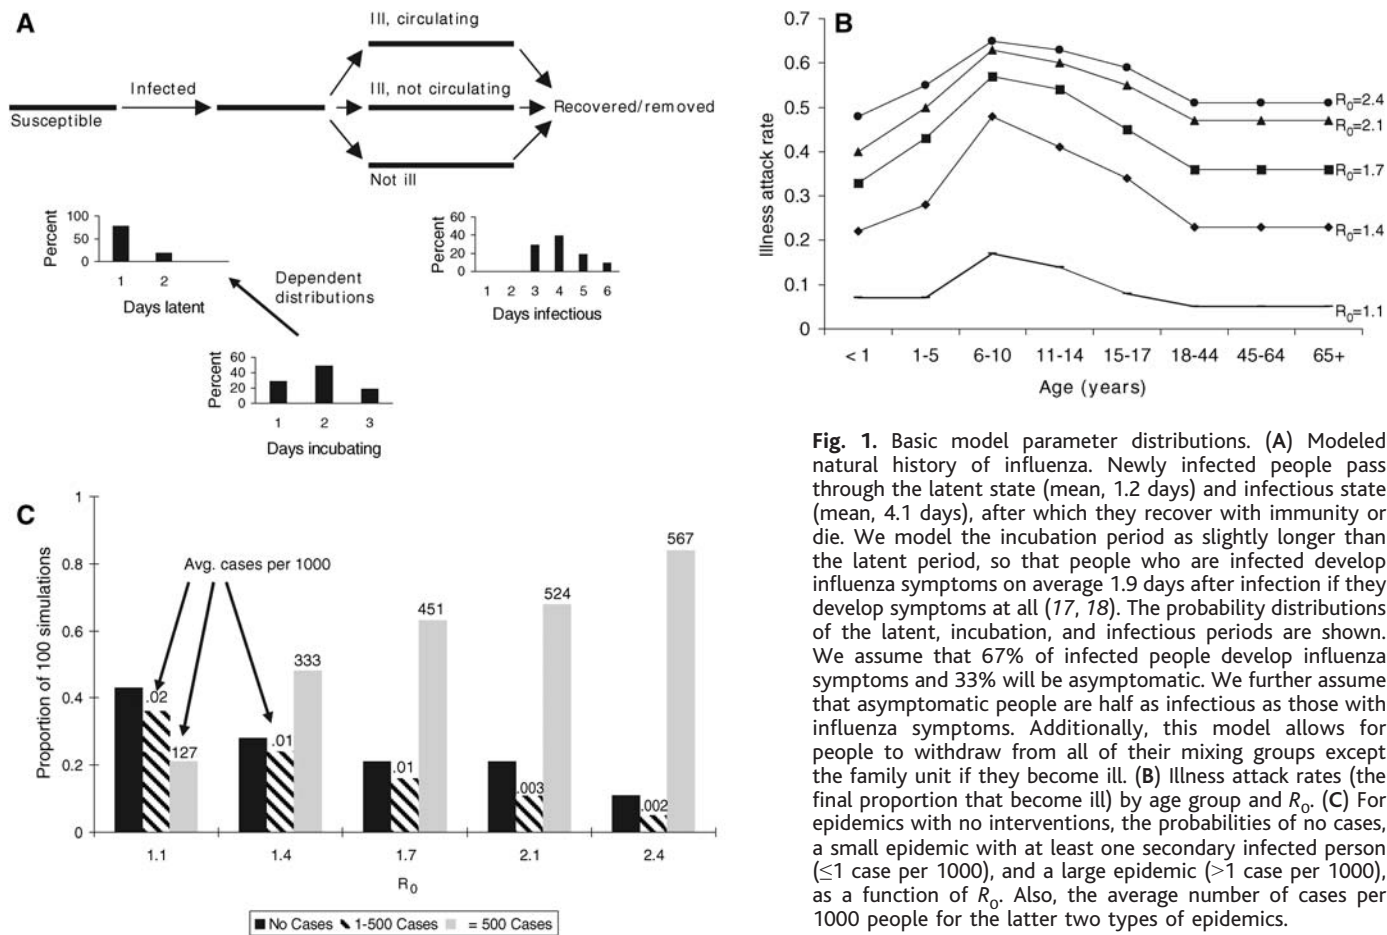 A
Ill, circulating
Infected
Ill, not circulating
Susceptible
Recovered/removed
Not ill
Percent
100
50
0
1 2
Days latent
Dependent
distributions
Percent
60
40
20
0
1 2 3 4 5 6
Days infectious
Percent
60
40
20
0
1 2 3
Days incubating
B
Illness attack rate
0.7
0.6
0.5
0.4
0.3
0.2
0.1
0
R0=2.4
R0=2.1
R0=1.7
R0=1.4
R0=1.1
< 1 1-5 6-10 11-14 15-17 18-44 45-64 65+
Age (years)
C
Proportion of 100 simulations
1
0.8
0.6
0.4
0.2
0
Avg. cases per 1000
.02
127
.01
333
.01
451
.003
524
.002
567
1.1 1.4 1.7 2.1 2.4
R0
No Cases 1-500 Cases = 500 Cases
Fig. 1. Basic model parameter distributions. (A) Modeled
natural history of influenza. Newly infected people pass
through the latent state (mean, 1.2 days) and infectious state
(mean, 4.1 days), after which they recover with immunity or
die. We model the incubation period as slightly longer than
the latent period, so that people who are infected develop
influenza symptoms on average 1.9 days after infection if they
develop symptoms at all (17, 18). The probability distributions
of the latent, incubation, and infectious periods are shown.
We assume that 67% of infected people develop influenza
symptoms and 33% will be asymptomatic. We further assume
that asymptomatic people are half as infectious as those with
influenza symptoms. Additionally, this model allows for
people to withdraw from all of their mixing groups except
the family unit if they become ill. (B) Illness attack rates (the
final proportion that become ill) by age group and R0. (C) For
epidemics with no interventions, the probabilities of no cases,
a small epidemic with at least one secondary infected person
(≤1 case per 1000), and a large epidemic (>1 case per 1000),
as a function of R0. Also, the average number of cases per
1000 people for the latter two types of epidemics.